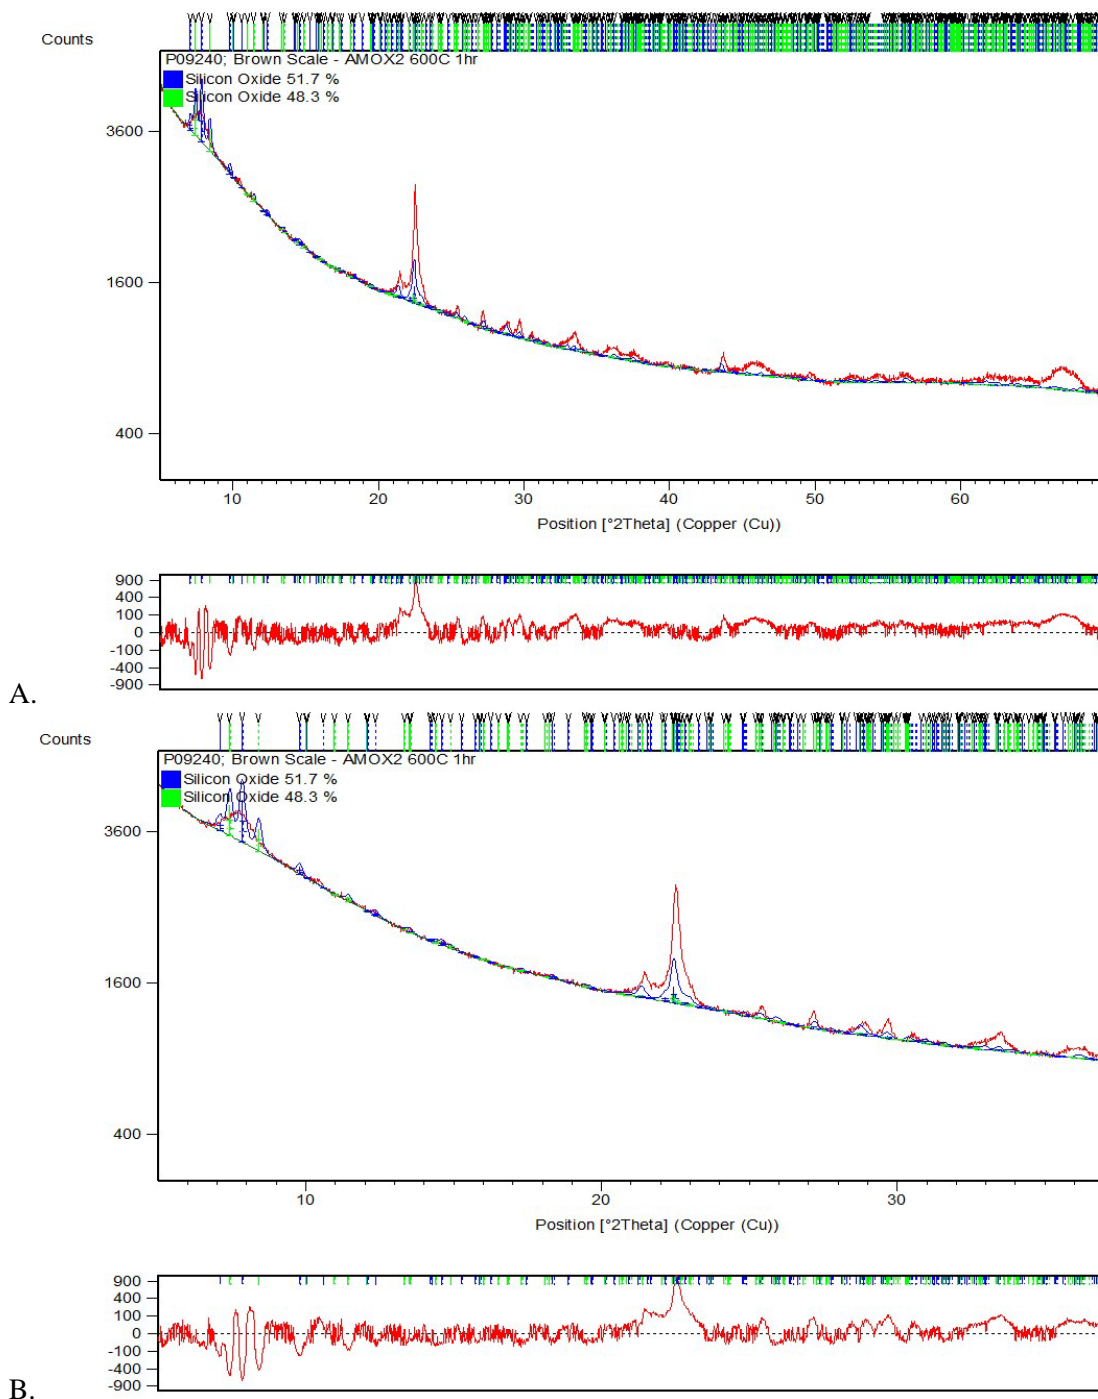 Counts
P09240; Brown Scale - AMOX2 600C 1hr
Silicon Oxide 51.7 %
Silicon Oxide 48.3 %
3600
1600
400
10 20 30 40 50 60
Position [°2Theta] (Copper (Cu))
900
400
100
0
-100
-400
-900
A.
Counts
P09240; Brown Scale - AMOX2 600C 1hr
Silicon Oxide 51.7 %
Silicon Oxide 48.3 %
3600
1600
400
10 20 30
Position [°2Theta] (Copper (Cu))
900
400
100
0
-100
-400
-900
B.